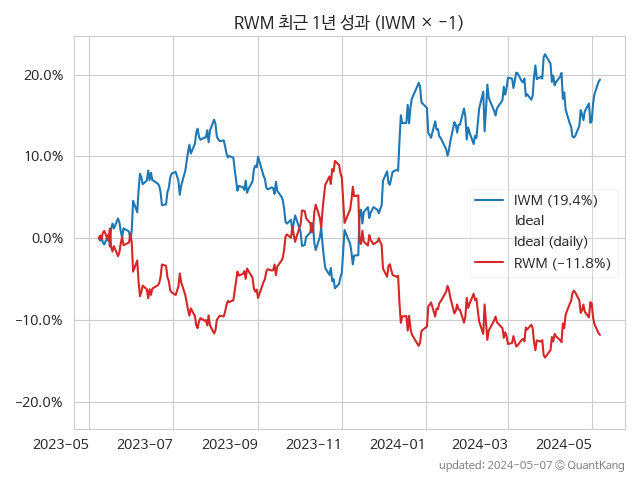 RWM 최근 1년 성과 (IWM × −1)
20.0%
10.0%
0.0%
−10.0%
−20.0%
IWM (19.4%)
Ideal
Ideal (daily)
RWM (−11.8%)
2023−05 2023−07 2023−09 2023−11 2024−01 2024−03 2024−05
updated: 2024−05−07 © QuantKang